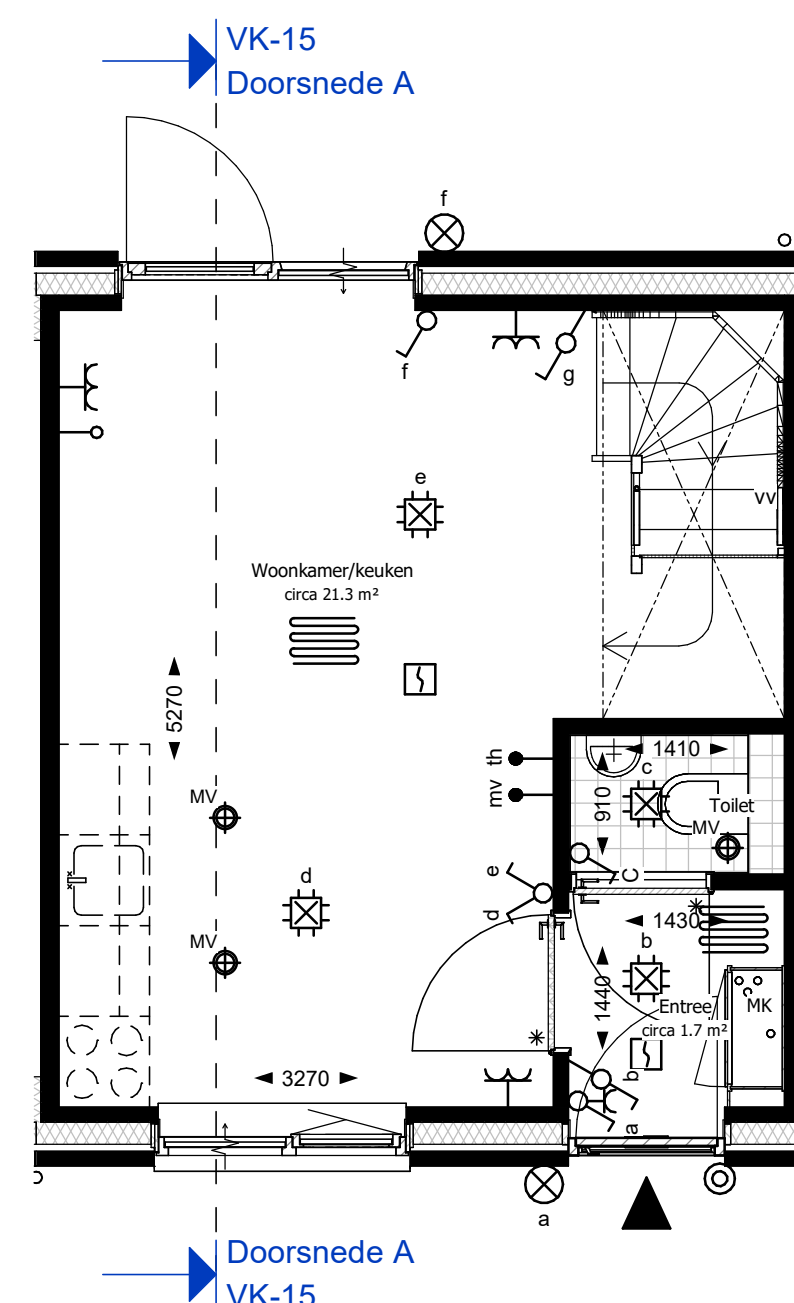 VK-15
Doorsnede A
f
f
g
e
vv
Woonkamer/keuken
circa 21.3 m²
5270
th
mv
1410
c
910
Toilet
MV
MV
C
e
d
d
MV
1430
b
1440
Entree
circa 1.7 m²
MK
3270
b
a
a
Doorsnede A
VK-15